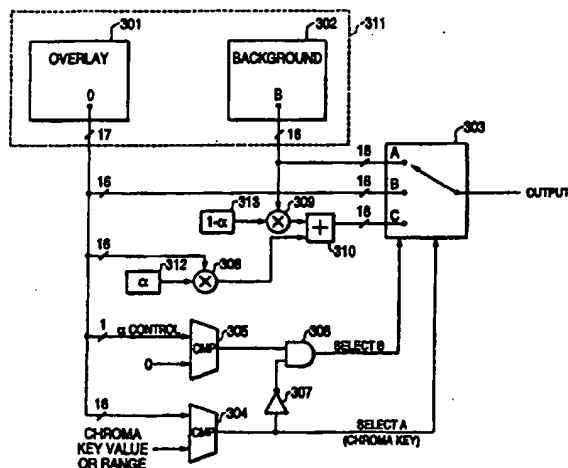 301
302
311
OVERLAY
BACKGROUND
0
B
17
16
303
16
A
16
B
OUTPUT
313
309
16
C
1-α
X
+
310
16
312
308
α
X
1
α CONTROL
305
306
CMP
0
SELECT B
307
16
304
CMP
SELECT A
(CHROMA KEY)
CHROMA
KEY VALUE
OR RANGE